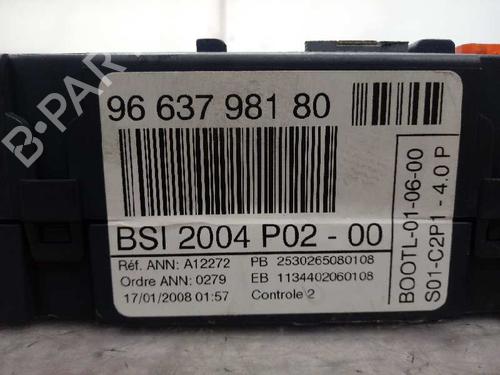 96 637 981 80
BSI 2004 P02 - 00
Réf. ANN: A12272 PB 2530265080108
Ordre ANN: 0279 EB 1134402060108
17/01/2008 01:57 Controle 2
BOOTL-01-06-00
S01-C2P1 - 4.0 P
B-PARTS